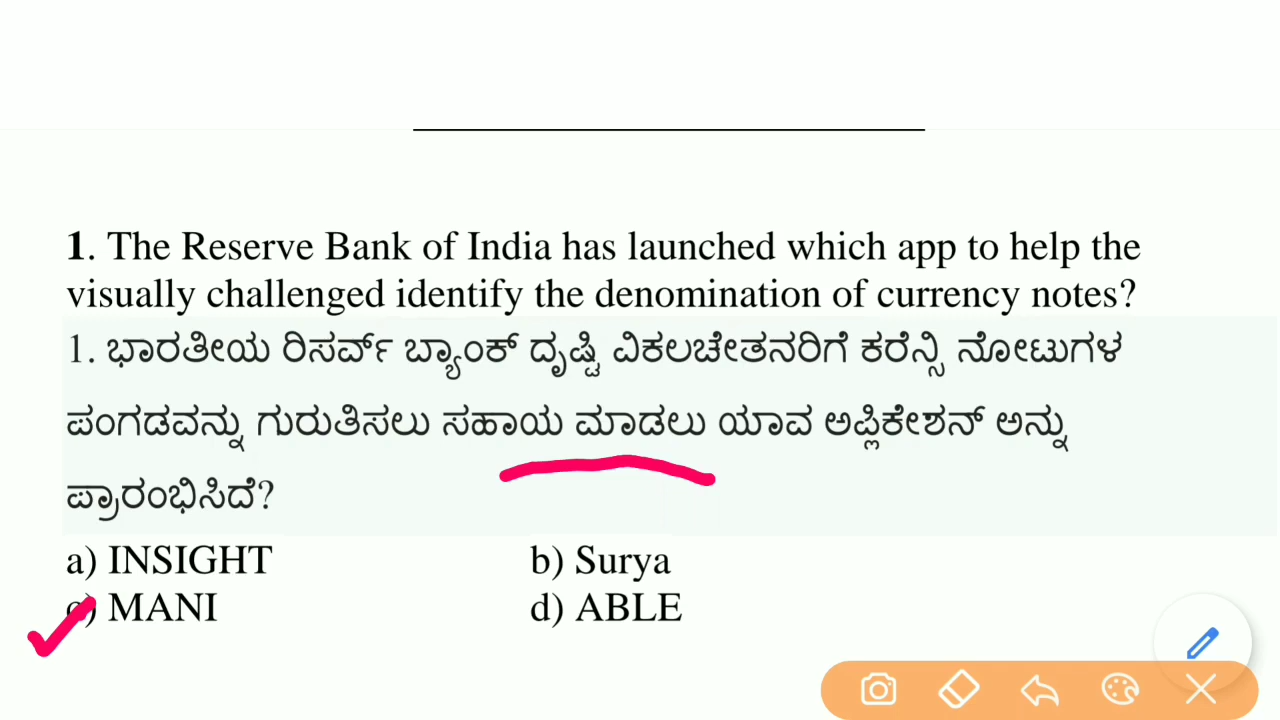 1. The Reserve Bank of India has launched which app to help the
visually challenged identify the denomination of currency notes?
1. ಭಾರತೀಯ ರಿಸರ್ವ್ ಬ್ಯಾಂಕ್ ದೃಷ್ಟಿ ವಿಕಲಚೇತನರಿಗೆ ಕರೆನ್ಸಿ ನೋಟುಗಳ
ಪಂಗಡವನ್ನು ಗುರುತಿಸಲು ಸಹಾಯ ಮಾಡಲು ಯಾವ ಅಪ್ಲಿಕೇಶನ್ ಅನ್ನು
ಪ್ರಾರಂಭಿಸಿದೆ?
a) INSIGHT b) Surya
c) MANI d) ABLE